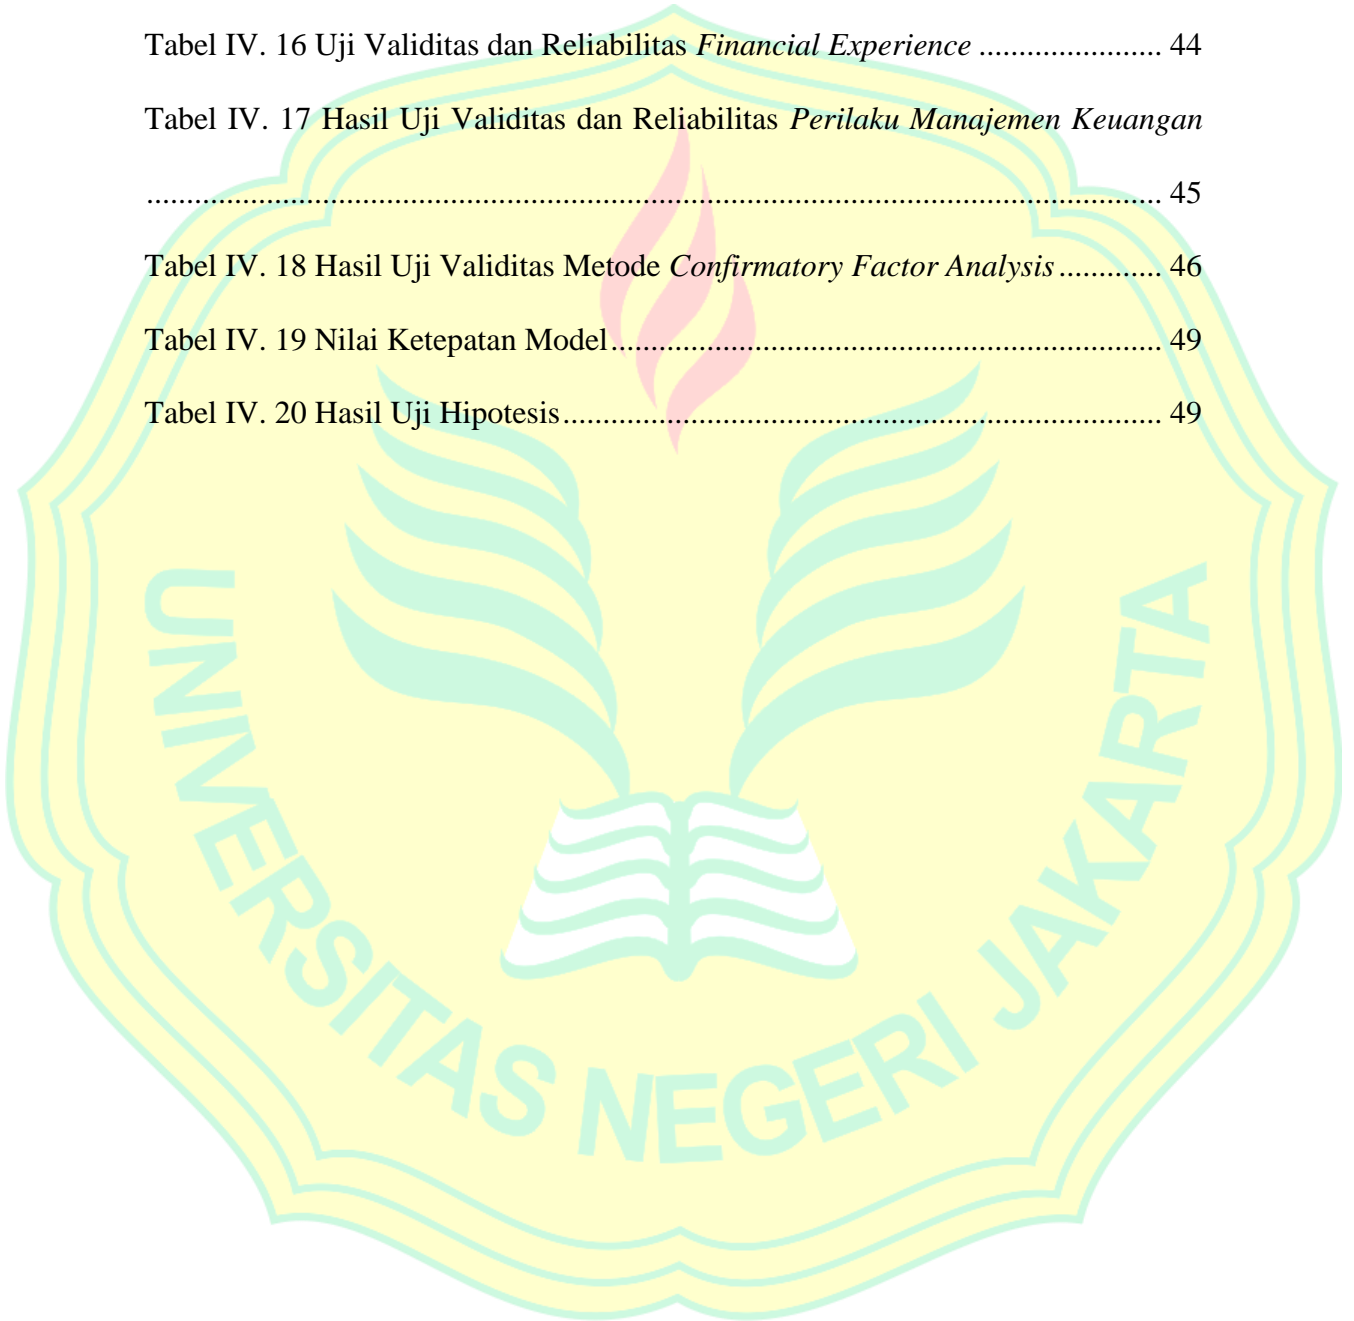 Tabel IV. 16 Uji Validitas dan Reliabilitas Financial Experience ....................... 44
Tabel IV. 17 Hasil Uji Validitas dan Reliabilitas Perilaku Manajemen Keuangan
............................................................................................................................... 45
Tabel IV. 18 Hasil Uji Validitas Metode Confirmatory Factor Analysis ............. 46
Tabel IV. 19 Nilai Ketepatan Model ..................................................................... 49
Tabel IV. 20 Hasil Uji Hipotesis ........................................................................... 49
UNIVERSITAS NEGERI JAKARTA